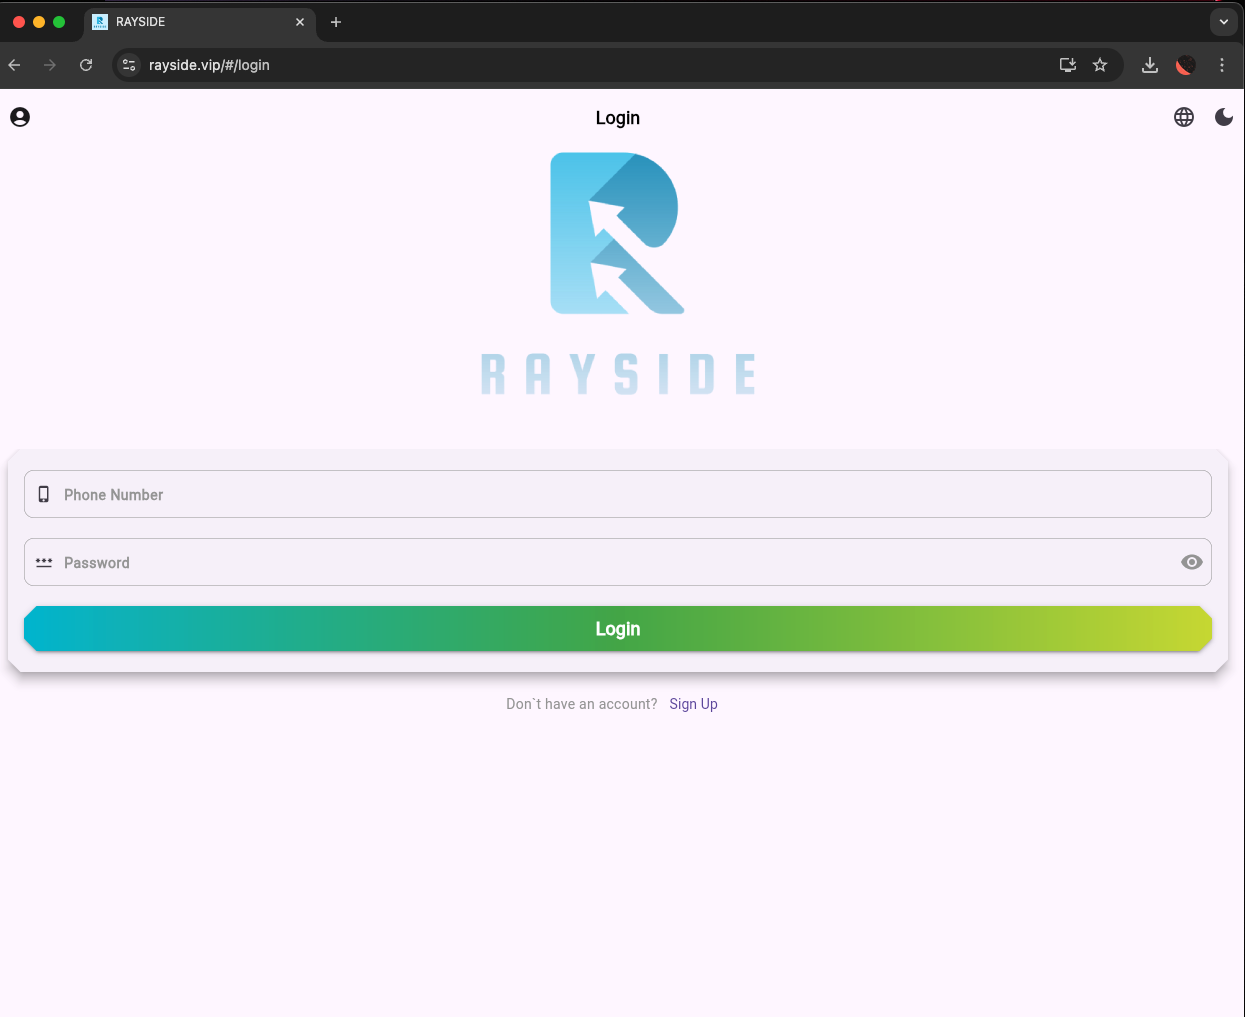 RAYSIDE
rayside.vip/#/login
Login
RAYSIDE
Phone Number
Password
Login
Don`t have an account? Sign Up